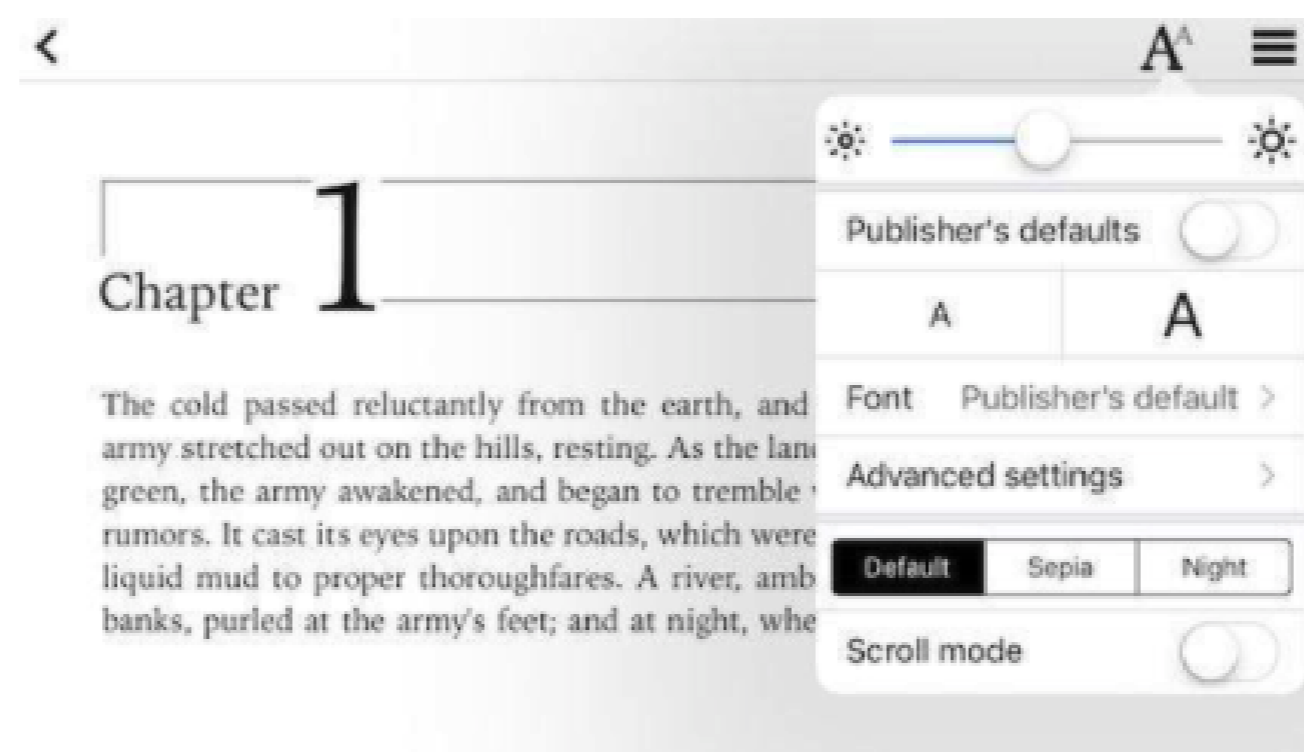 AA
Publisher's defaults
A A
Font Publisher's default >
Advanced settings >
Default Sepia Night
Scroll mode
Chapter 1
The cold passed reluctantly from the earth, and
army stretched out on the hills, resting. As the land
green, the army awakened, and began to tremble
rumors. It cast its eyes upon the roads, which were
liquid mud to proper thoroughfares. A river, amb
banks, purled at the army's feet; and at night, whe